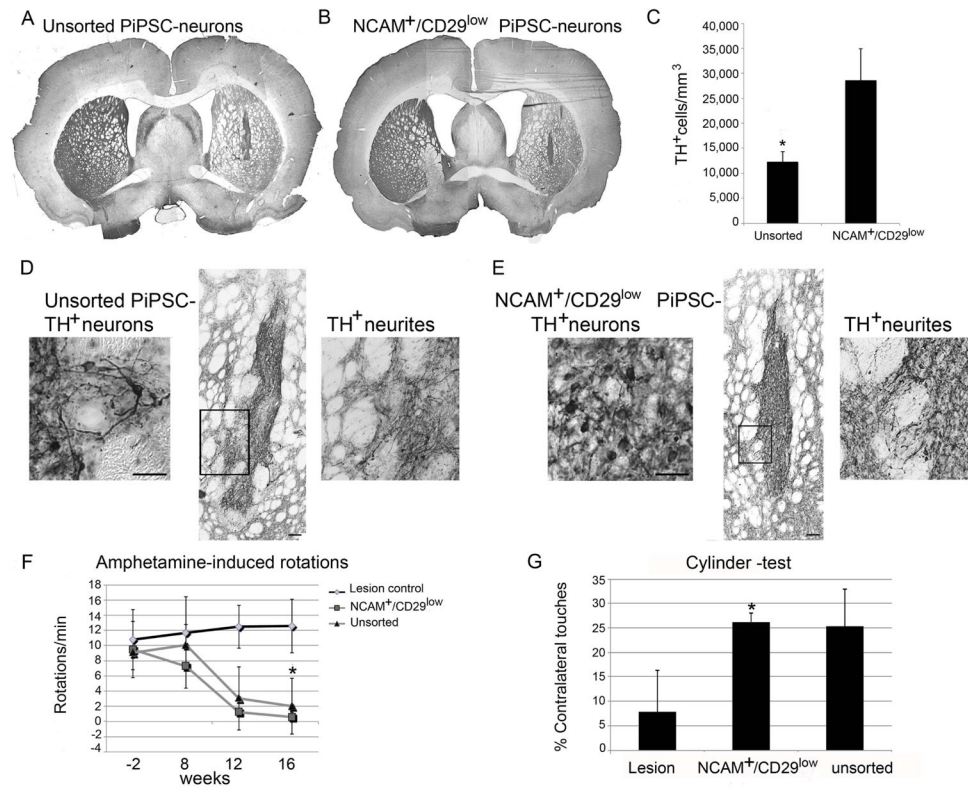 A
Unsorted PiPSC-neurons
B
NCAM⁺/CD29ˡᵒʷ PiPSC-neurons
C
40,000
35,000
30,000
25,000
20,000
15,000
10,000
5,000
0
TH⁺cells/mm³
*
Unsorted
NCAM⁺/CD29ˡᵒʷ
D
Unsorted PiPSC-
TH⁺neurons
TH⁺neurites
E
NCAM⁺/CD29ˡᵒʷ PiPSC-
TH⁺neurons
TH⁺neurites
F
Amphetamine-induced rotations
Rotations/min
18
16
14
12
10
8
6
4
2
0
-2
-4
Lesion control
NCAM⁺/CD29ˡᵒʷ
Unsorted
*
-2 8 12 16
weeks
G
Cylinder -test
% Contralateral touches
35
30
25
20
15
10
5
0
*
Lesion NCAM⁺/CD29ˡᵒʷ unsorted